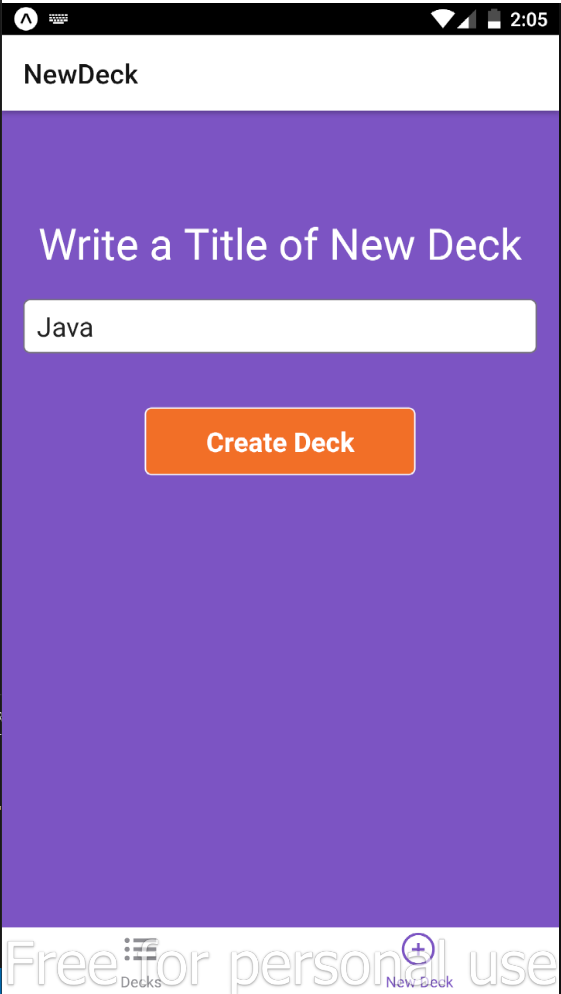 2:05
NewDeck
Write a Title of New Deck
Java
Create Deck
Decks
New Deck
Free for personal use